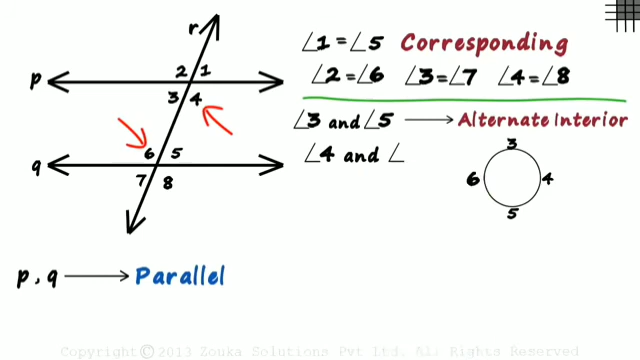 r
p
2 1
3 4
q
6 5
7 8
p, q → Parallel
∠1 = ∠5 Corresponding
∠2 = ∠6 ∠3 = ∠7 ∠4 = ∠8
∠3 and ∠5 → Alternate Interior
∠4 and ∠
3
6 4
5
Copyright © 2013 Zouka Solutions Pvt Ltd. All Rights Reserved